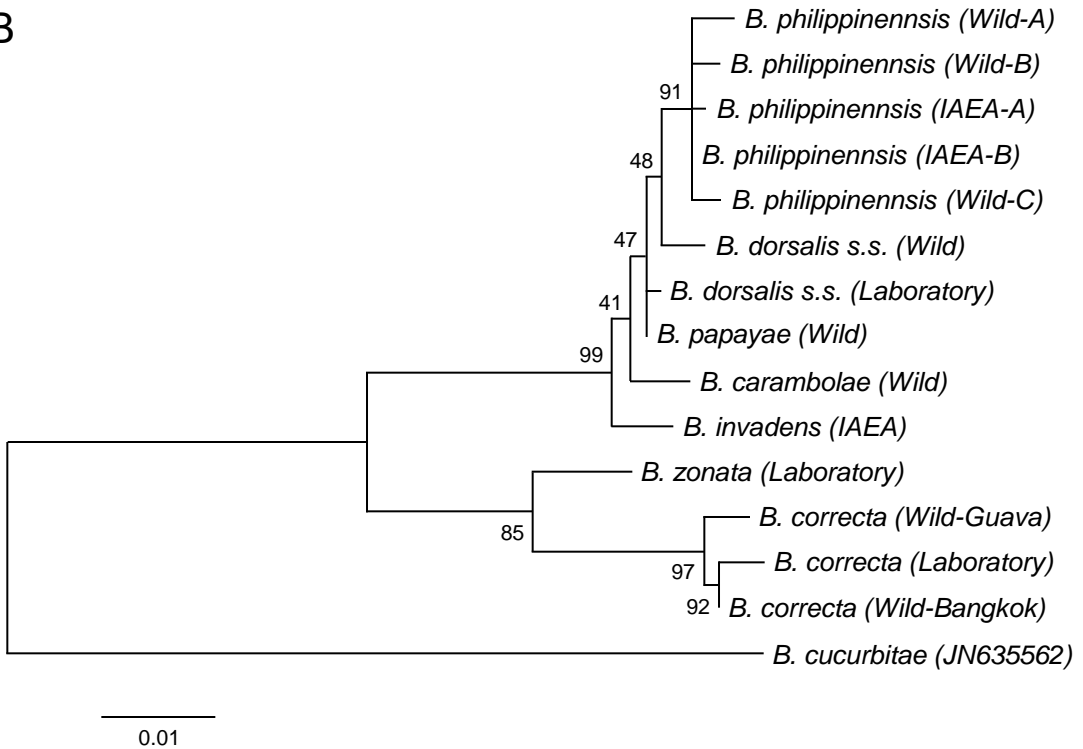 B
B. philippinennsis (Wild-A)
B. philippinennsis (Wild-B)
91
B. philippinennsis (IAEA-A)
B. philippinennsis (IAEA-B)
48
B. philippinennsis (Wild-C)
47
B. dorsalis s.s. (Wild)
B. dorsalis s.s. (Laboratory)
41
B. papayae (Wild)
99
B. carambolae (Wild)
B. invadens (IAEA)
B. zonata (Laboratory)
B. correcta (Wild-Guava)
85
B. correcta (Laboratory)
97
B. correcta (Wild-Bangkok)
92
B. cucurbitae (JN635562)
0.01